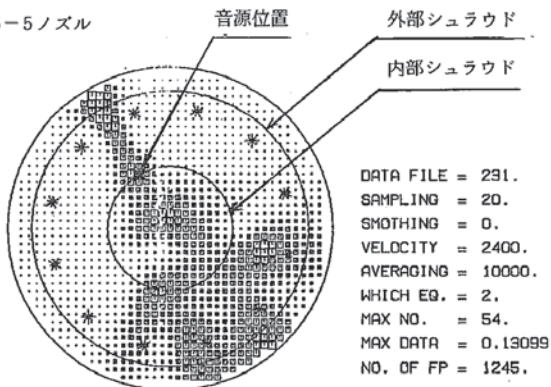 -5ノズル
音源位置
外部シュラウド
内部シュラウド
DATA FILE = 291.
SAMPLING = 20.
SMOTHING = 0.
VELOCITY = 2400.
AVERAGING = 10000.
WHICH EQ. = 2.
MAX NO. = 54.
MAX DATA = 0.13099
NO. OF FP = 1245.